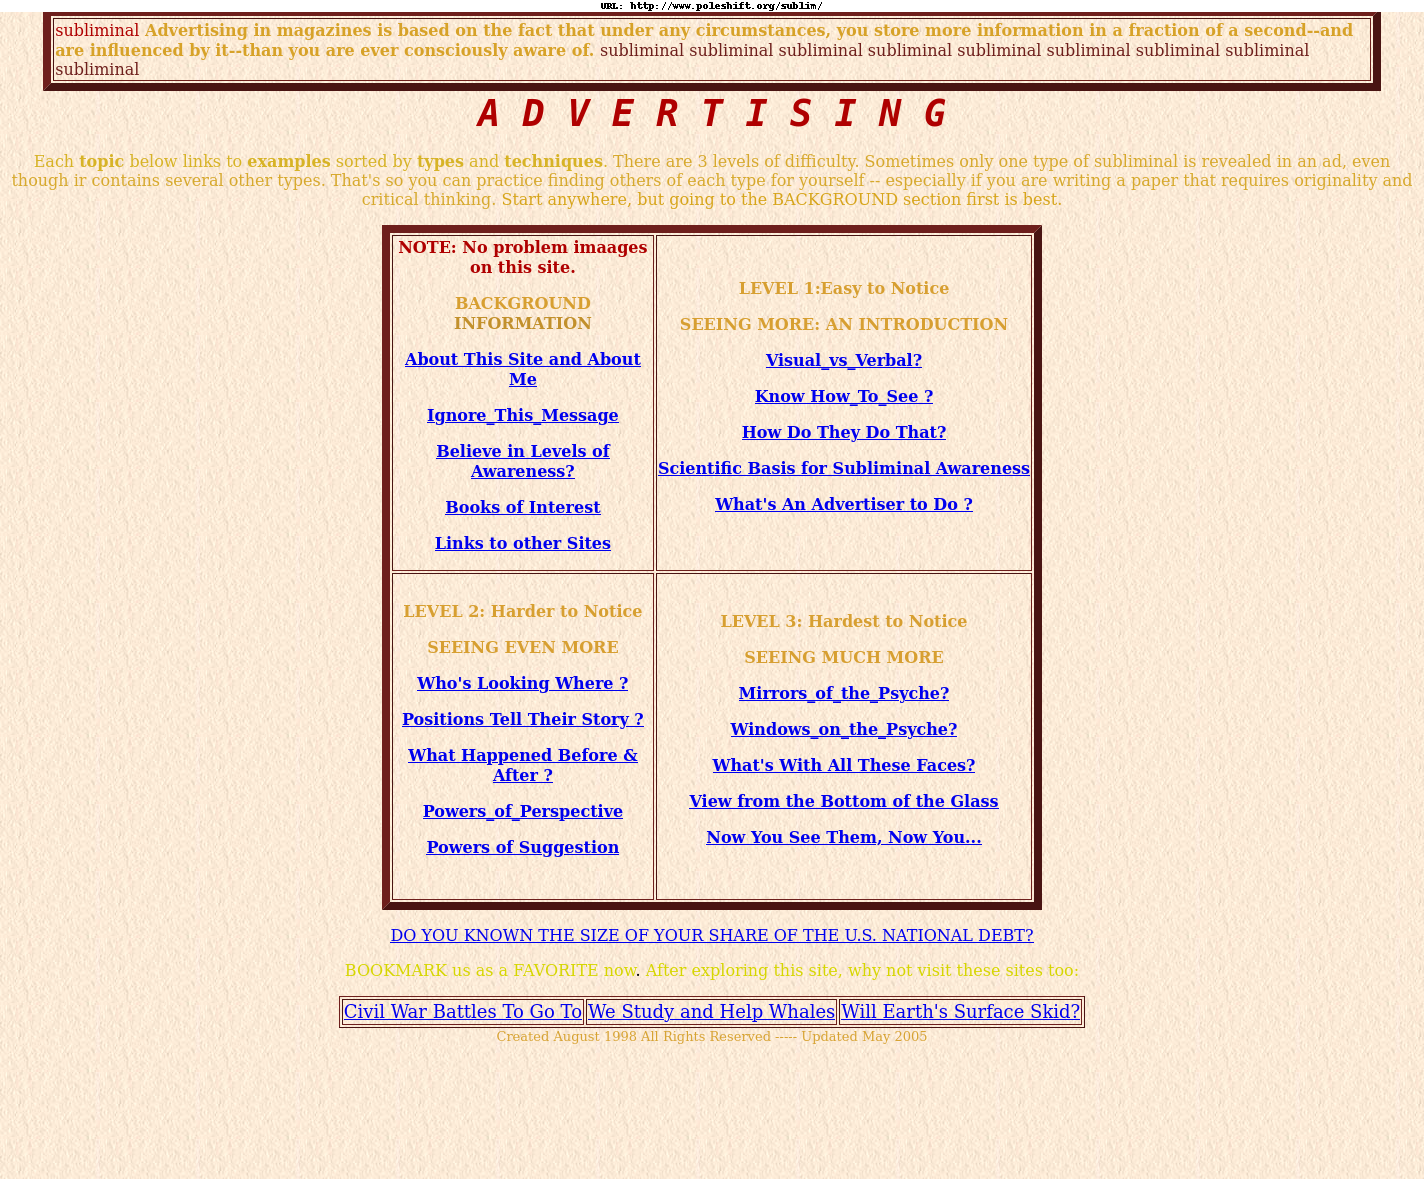 URL: http://www.poleshift.org/sublim/
subliminal Advertising in magazines is based on the fact that under any circumstances, you store more information in a fraction of a second--and
are influenced by it--than you are ever consciously aware of. subliminal subliminal subliminal subliminal subliminal subliminal subliminal subliminal
subliminal
A D V E R T I S I N G
Each topic below links to examples sorted by types and techniques. There are 3 levels of difficulty. Sometimes only one type of subliminal is revealed in an ad, even
though ir contains several other types. That's so you can practice finding others of each type for yourself -- especially if you are writing a paper that requires originality and
critical thinking. Start anywhere, but going to the BACKGROUND section first is best.
NOTE: No problem imaages
on this site.
BACKGROUND
INFORMATION
About This Site and About
Me
Ignore_This_Message
Believe in Levels of
Awareness?
Books of Interest
Links to other Sites
LEVEL 1:Easy to Notice
SEEING MORE: AN INTRODUCTION
Visual_vs_Verbal?
Know How_To_See ?
How Do They Do That?
Scientific Basis for Subliminal Awareness
What's An Advertiser to Do ?
LEVEL 2: Harder to Notice
SEEING EVEN MORE
Who's Looking Where ?
Positions Tell Their Story ?
What Happened Before &
After ?
Powers_of_Perspective
Powers of Suggestion
LEVEL 3: Hardest to Notice
SEEING MUCH MORE
Mirrors_of_the_Psyche?
Windows_on_the_Psyche?
What's With All These Faces?
View from the Bottom of the Glass
Now You See Them, Now You...
DO YOU KNOWN THE SIZE OF YOUR SHARE OF THE U.S. NATIONAL DEBT?
BOOKMARK us as a FAVORITE now. After exploring this site, why not visit these sites too:
Civil War Battles To Go To We Study and Help Whales Will Earth's Surface Skid?
Created August 1998 All Rights Reserved ----- Updated May 2005